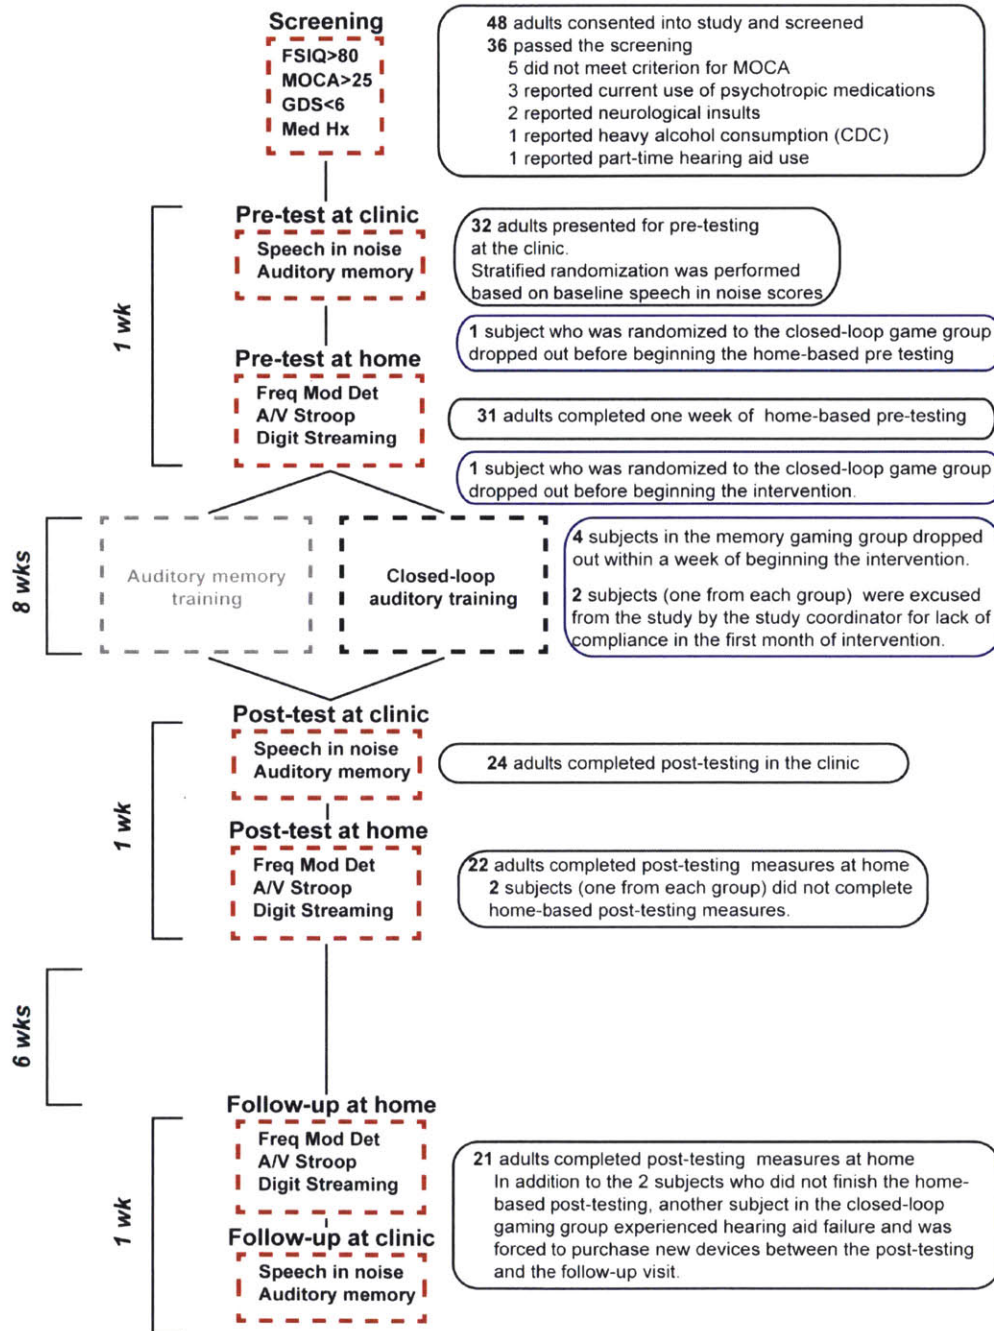 Screening
FSIQ>80
MOCA>25
GDS<6
Med Hx
48 adults consented into study and screened
36 passed the screening
5 did not meet criterion for MOCA
3 reported current use of psychotropic medications
2 reported neurological insults
1 reported heavy alcohol consumption (CDC)
1 reported part-time hearing aid use
1 wk
Pre-test at clinic
Speech in noise
Auditory memory
32 adults presented for pre-testing
at the clinic.
Stratified randomization was performed
based on baseline speech in noise scores
1 subject who was randomized to the closed-loop game group
dropped out before beginning the home-based pre testing
Pre-test at home
Freq Mod Det
A/V Stroop
Digit Streaming
31 adults completed one week of home-based pre-testing
1 subject who was randomized to the closed-loop game group
dropped out before beginning the intervention.
8 wks
Auditory memory
training
Closed-loop
auditory training
4 subjects in the memory gaming group dropped
out within a week of beginning the intervention.
2 subjects (one from each group) were excused
from the study by the study coordinator for lack of
compliance in the first month of intervention.
1 wk
Post-test at clinic
Speech in noise
Auditory memory
24 adults completed post-testing in the clinic
Post-test at home
Freq Mod Det
A/V Stroop
Digit Streaming
22 adults completed post-testing measures at home
2 subjects (one from each group) did not complete
home-based post-testing measures.
6 wks
1 wk
Follow-up at home
Freq Mod Det
A/V Stroop
Digit Streaming
21 adults completed post-testing measures at home
In addition to the 2 subjects who did not finish the home-
based post-testing, another subject in the closed-loop
gaming group experienced hearing aid failure and was
forced to purchase new devices between the post-testing
and the follow-up visit.
Follow-up at clinic
Speech in noise
Auditory memory